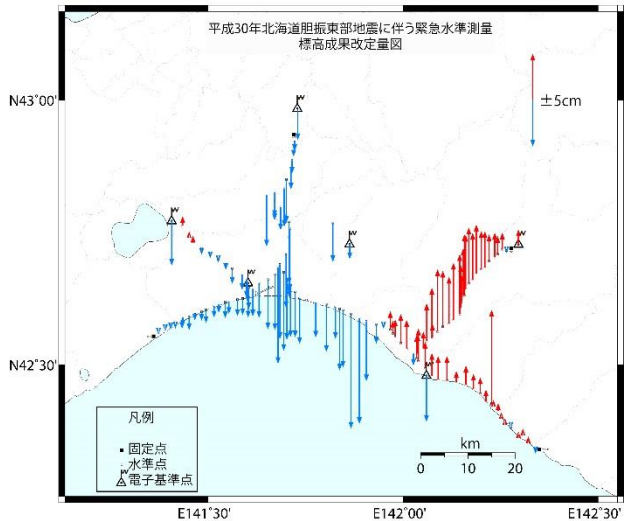 平成30年北海道胆振東部地震に伴う緊急水準測量
標高成果改定量図
N43°00'
±5cm
N42°30'
凡例
固定点
水準点
電子基準点
km
0 10 20
E141°30'
E142°00'
E142°30'